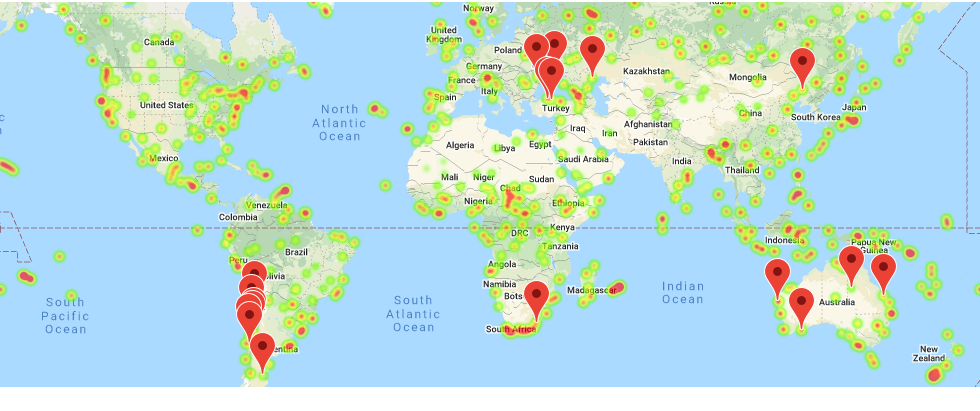 Norway
Canada
United
Kingdom
Poland
Germany
France
Italy
Spain
Kazakhstan
Mongolia
United States
North
Atlantic
Ocean
Turkey
China
Japan
South Korea
Iraq
Iran
Afghanistan
Pakistan
Algeria
Libya
Egypt
Saudi Arabia
Mexico
India
Thailand
Mali
Niger
Chad
Sudan
Nigeria
Ethiopia
Venezuela
Colombia
DRC
Kenya
Tanzania
Indonesia
Papua New
Guinea
Peru
Brazil
livia
Angola
Namibia
Bots
Madagascar
South
Pacific
Ocean
South
Atlantic
Ocean
Indian
Ocean
Australia
South Africa
entina
New
Zealand